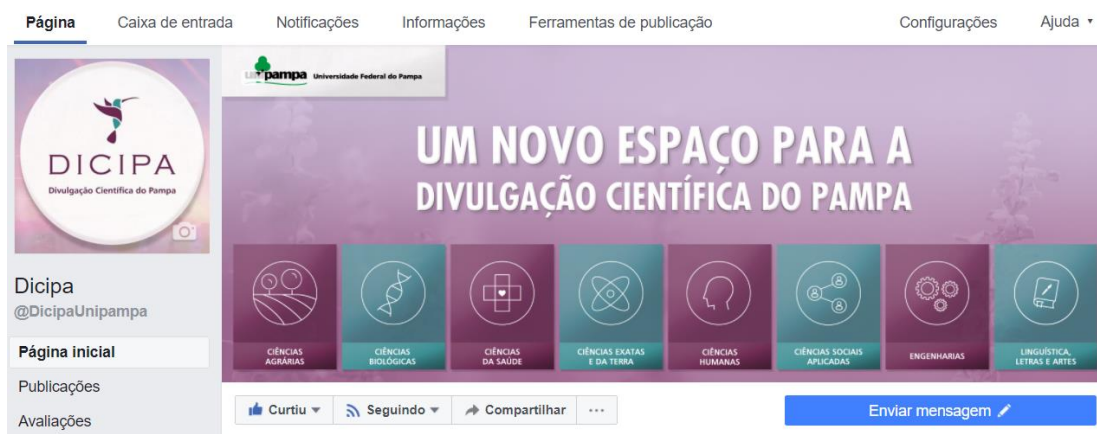 Página Caixa de entrada Notificações Informações Ferramentas de publicação Configurações Ajuda
unipampa Universidade Federal do Pampa
DICIPA
Divulgação Científica do Pampa
UM NOVO ESPAÇO PARA A
DIVULGAÇÃO CIENTÍFICA DO PAMPA
CIÊNCIAS
AGRÁRIAS
CIÊNCIAS
BIOLÓGICAS
CIÊNCIAS
DA SAÚDE
CIÊNCIAS EXATAS
E DA TERRA
CIÊNCIAS
HUMANAS
CIÊNCIAS SOCIAIS
APLICADAS
ENGENHARIAS
LINGUÍSTICA,
LETRAS E ARTES
Dicipa
@DicipaUnipampa
Página inicial
Publicações
Avaliações
Curtiu Seguindo Compartilhar ...
Enviar mensagem